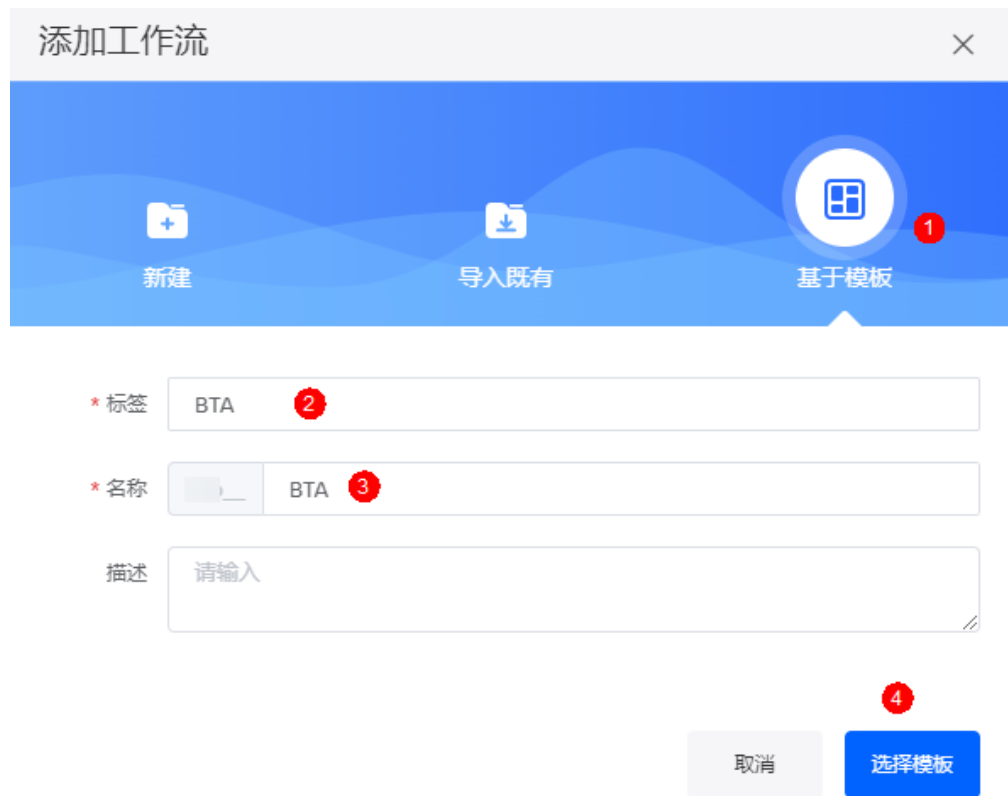 添加工作流
新建
导入既有
基于模板
1
* 标签 BTA 2
* 名称 __ BTA 3
描述 请输入
4
取消 选择模板